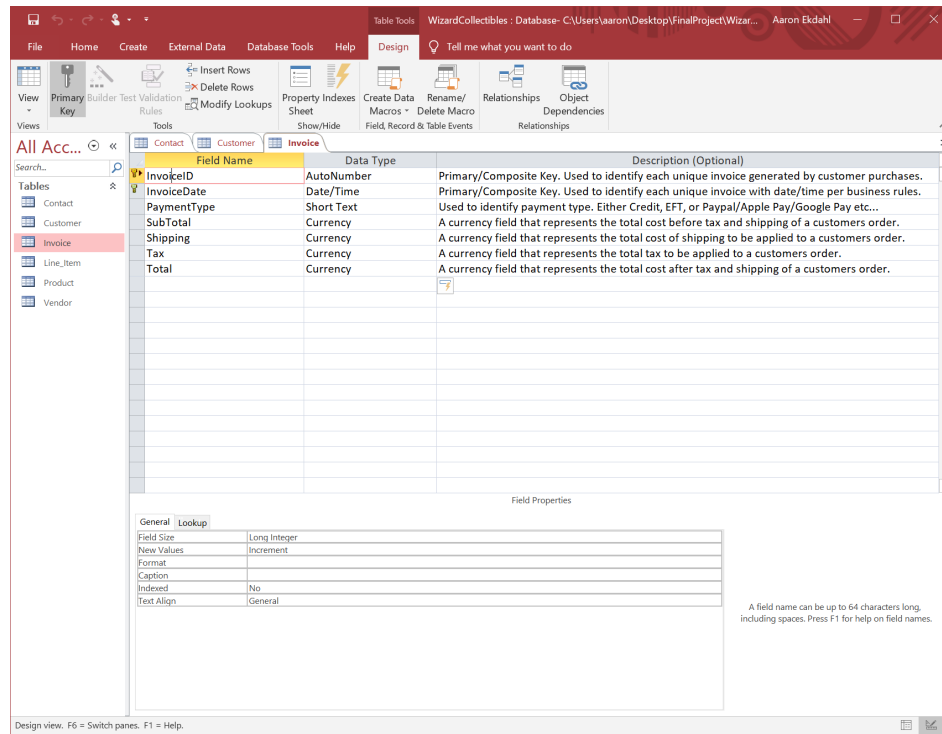 Table Tools WizardCollectibles : Database- C:\Users\aaron\Desktop\FinalProject\Wizar... Aaron Ekdahl
File Home Create External Data Database Tools Help Design Tell me what you want to do
View Primary Key Builder Test Validation Rules Insert Rows Delete Rows Modify Lookups Property Sheet Indexes Create Data Macros Rename/ Delete Macro Relationships Object Dependencies
Views Tools Show/Hide Field, Record & Table Events Relationships
All Acc... «
Search...
Tables
Contact
Customer
Invoice
Line_Item
Product
Vendor
Contact Customer Invoice
Field Name Data Type Description (Optional)
InvoiceID AutoNumber Primary/Composite Key. Used to identify each unique invoice generated by customer purchases.
InvoiceDate Date/Time Primary/Composite Key. Used to identify each unique invoice with date/time per business rules.
PaymentType Short Text Used to identify payment type. Either Credit, EFT, or Paypal/Apple Pay/Google Pay etc...
SubTotal Currency A currency field that represents the total cost before tax and shipping of a customers order.
Shipping Currency A currency field that represents the total cost of shipping to be applied to a customers order.
Tax Currency A currency field that represents the total tax to be applied to a customers order.
Total Currency A currency field that represents the total cost after tax and shipping of a customers order.
Field Properties
General Lookup
Field Size Long Integer
New Values Increment
Format
Caption
Indexed No
Text Align General
A field name can be up to 64 characters long,
including spaces. Press F1 for help on field names.
Design view. F6 = Switch panes. F1 = Help.